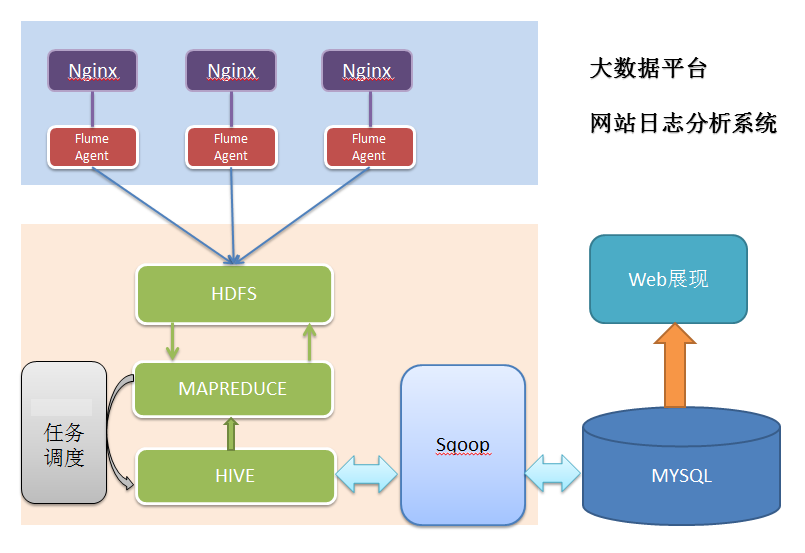 Nginx
Nginx
Nginx
大数据平台
网站日志分析系统
Flume
Agent
Flume
Agent
Flume
Agent
HDFS
Web展现
MAPREDUCE
任务
调度
Sqoop
HIVE
MYSQL